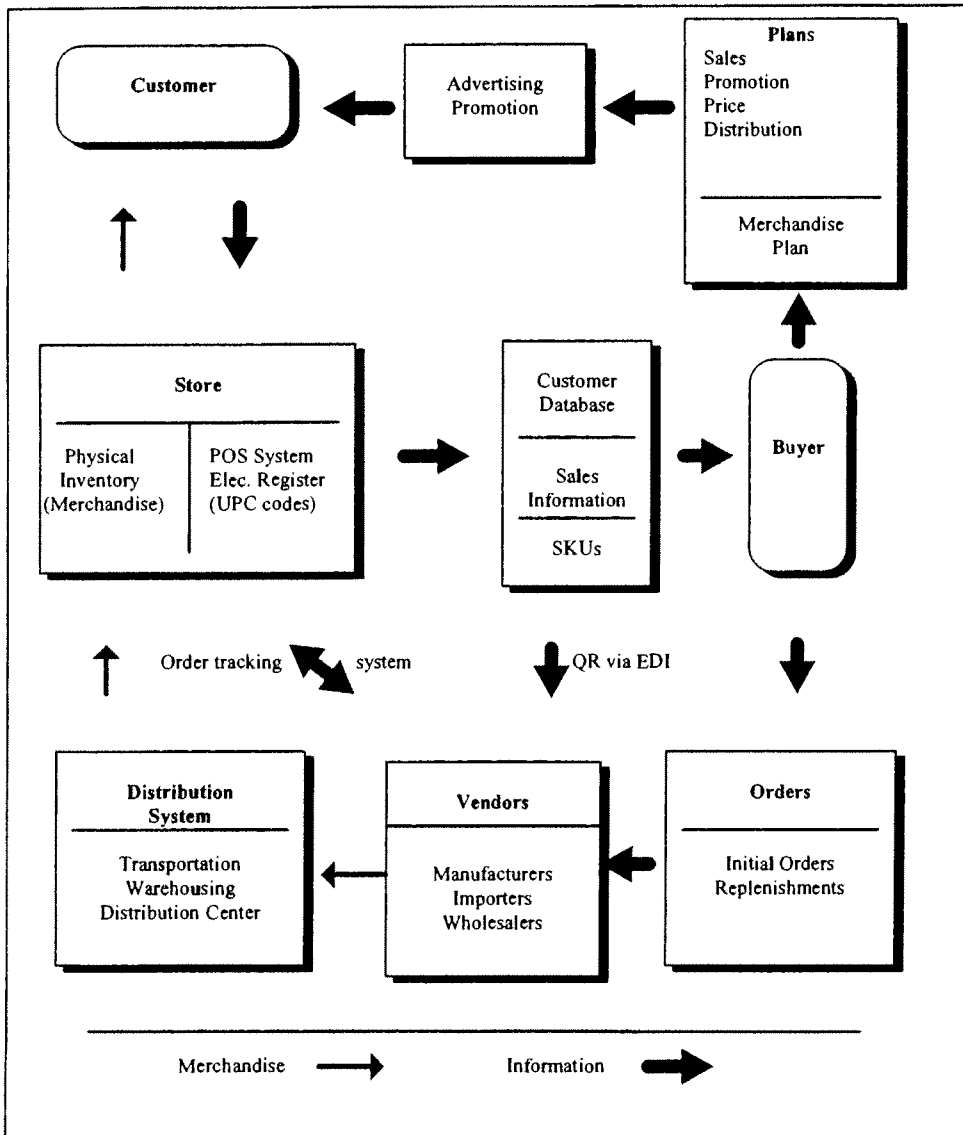 Customer
Advertising
Promotion
Plans
Sales
Promotion
Price
Distribution
Merchandise
Plan
Store
Physical
Inventory
(Merchandise)
POS System
Elec. Register
(UPC codes)
Customer
Database
Sales
Information
SKUs
Buyer
Order tracking system
QR via EDI
Distribution
System
Transportation
Warehousing
Distribution Center
Vendors
Manufacturers
Importers
Wholesalers
Orders
Initial Orders
Replenishments
Merchandise
Information